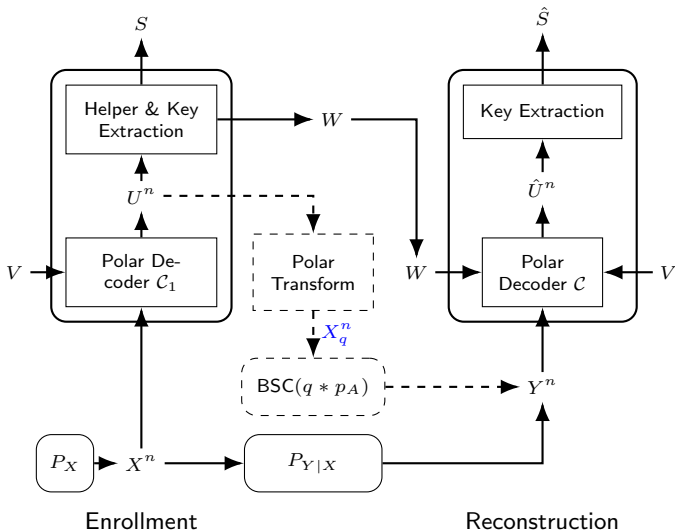 S
Ŝ
Helper & Key
Extraction
Key Extraction
W
U^n
Û^n
V
Polar De-
coder 𝒞₁
Polar
Transform
W
Polar
Decoder 𝒞
V
X_q^n
BSC(q ∗ p_A)
Y^n
P_X
X^n
P_{Y|X}
Enrollment
Reconstruction